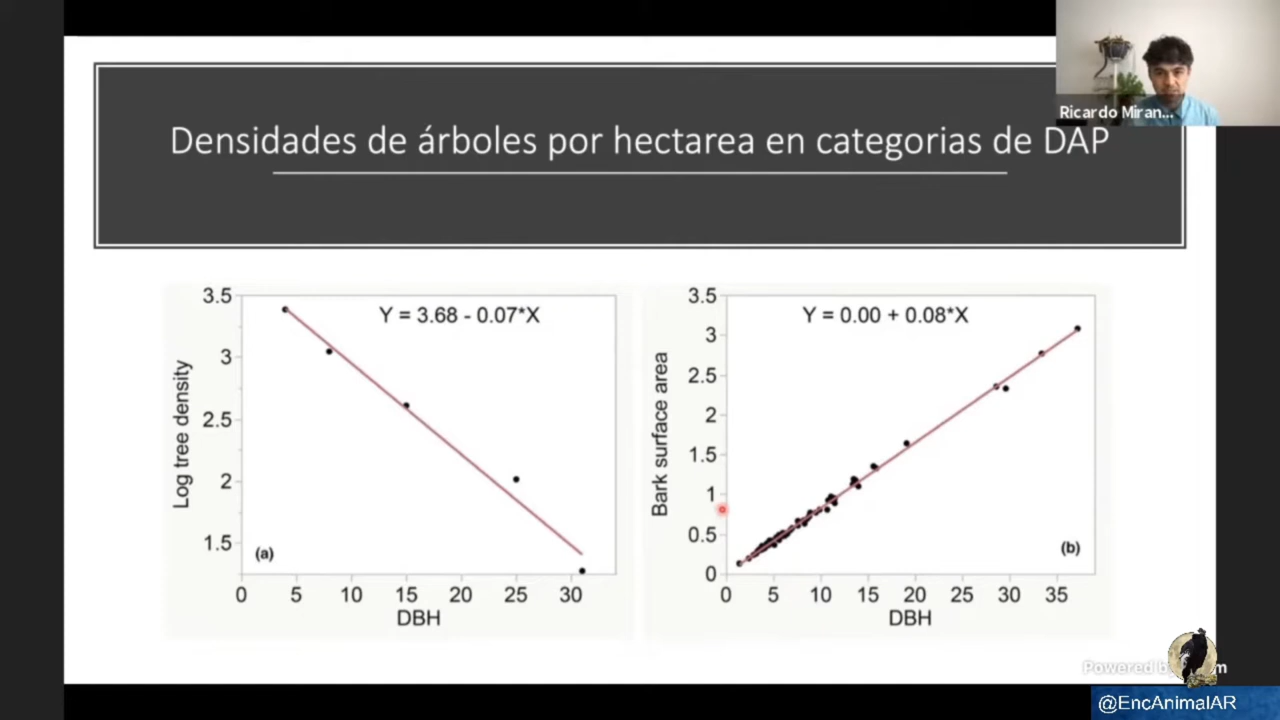 Ricardo Miran...
Densidades de árboles por hectarea en categorias de DAP
3.5
3
2.5
2
1.5
Log tree density
Y = 3.68 - 0.07*X
(a)
0 5 10 15 20 25 30
DBH
3.5
3
2.5
2
1.5
1
0.5
0
Bark surface area
Y = 0.00 + 0.08*X
(b)
0 5 10 15 20 25 30 35
DBH
Powered
@EncAnimalAR